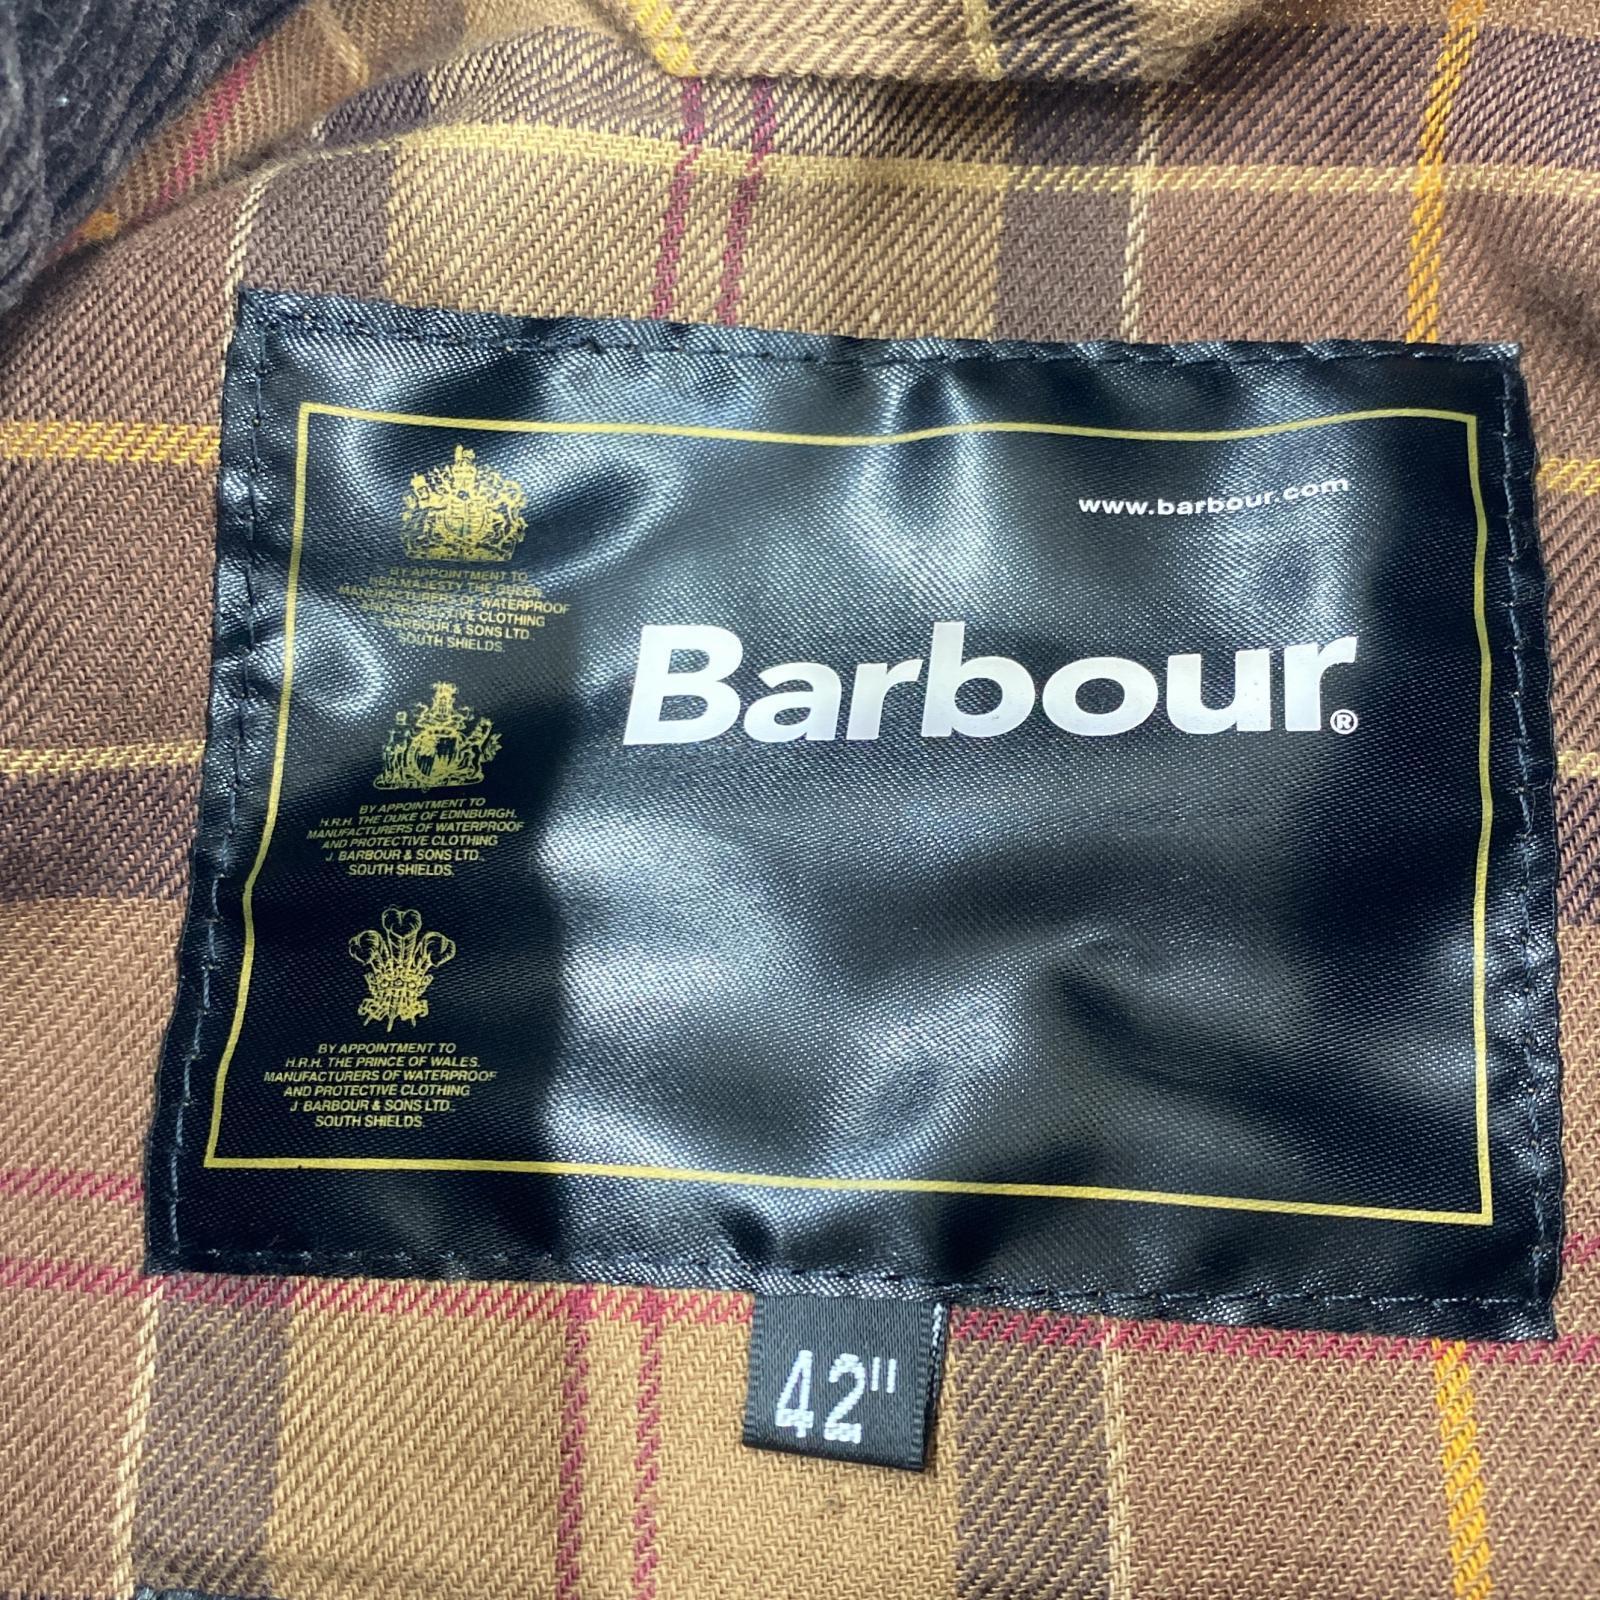 www.barbour.com
Barbour®
BY APPOINTMENT TO
HER MAJESTY THE QUEEN
MANUFACTURERS OF WATERPROOF
AND PROTECTIVE CLOTHING
J. BARBOUR & SONS LTD.
SOUTH SHIELDS.
BY APPOINTMENT TO
H.R.H. THE DUKE OF EDINBURGH.
MANUFACTURERS OF WATERPROOF
AND PROTECTIVE CLOTHING
J. BARBOUR & SONS LTD.
SOUTH SHIELDS.
BY APPOINTMENT TO
H.R.H. THE PRINCE OF WALES.
MANUFACTURERS OF WATERPROOF
AND PROTECTIVE CLOTHING
J. BARBOUR & SONS LTD.
SOUTH SHIELDS.
42"